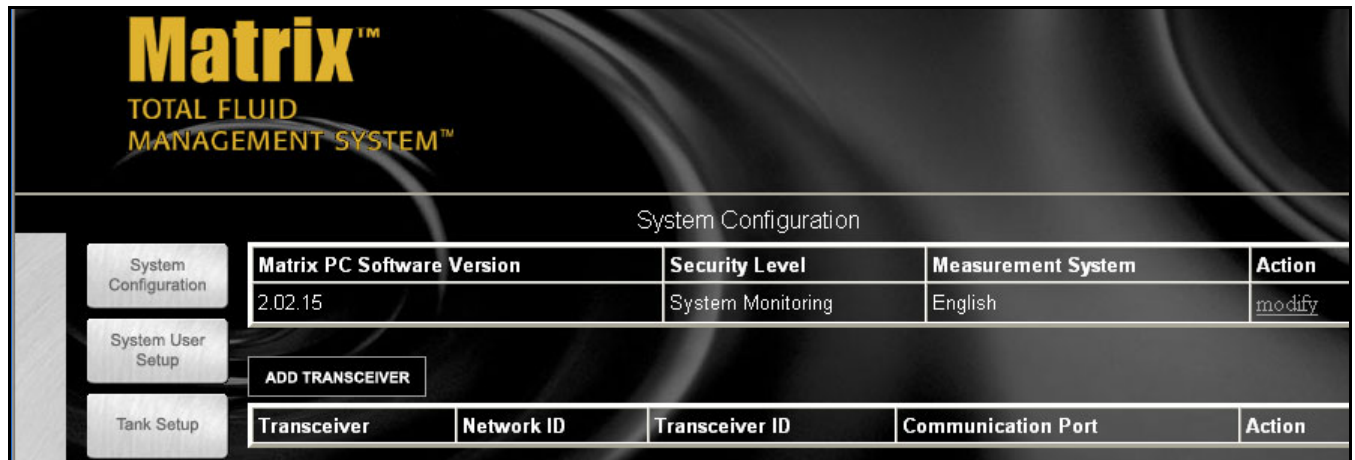 Matrix™
TOTAL FLUID
MANAGEMENT SYSTEM™
System Configuration
System
Configuration
System User
Setup
Tank Setup
Matrix PC Software Version Security Level Measurement System Action
2.02.15 System Monitoring English modify
ADD TRANSCEIVER
Transceiver Network ID Transceiver ID Communication Port Action